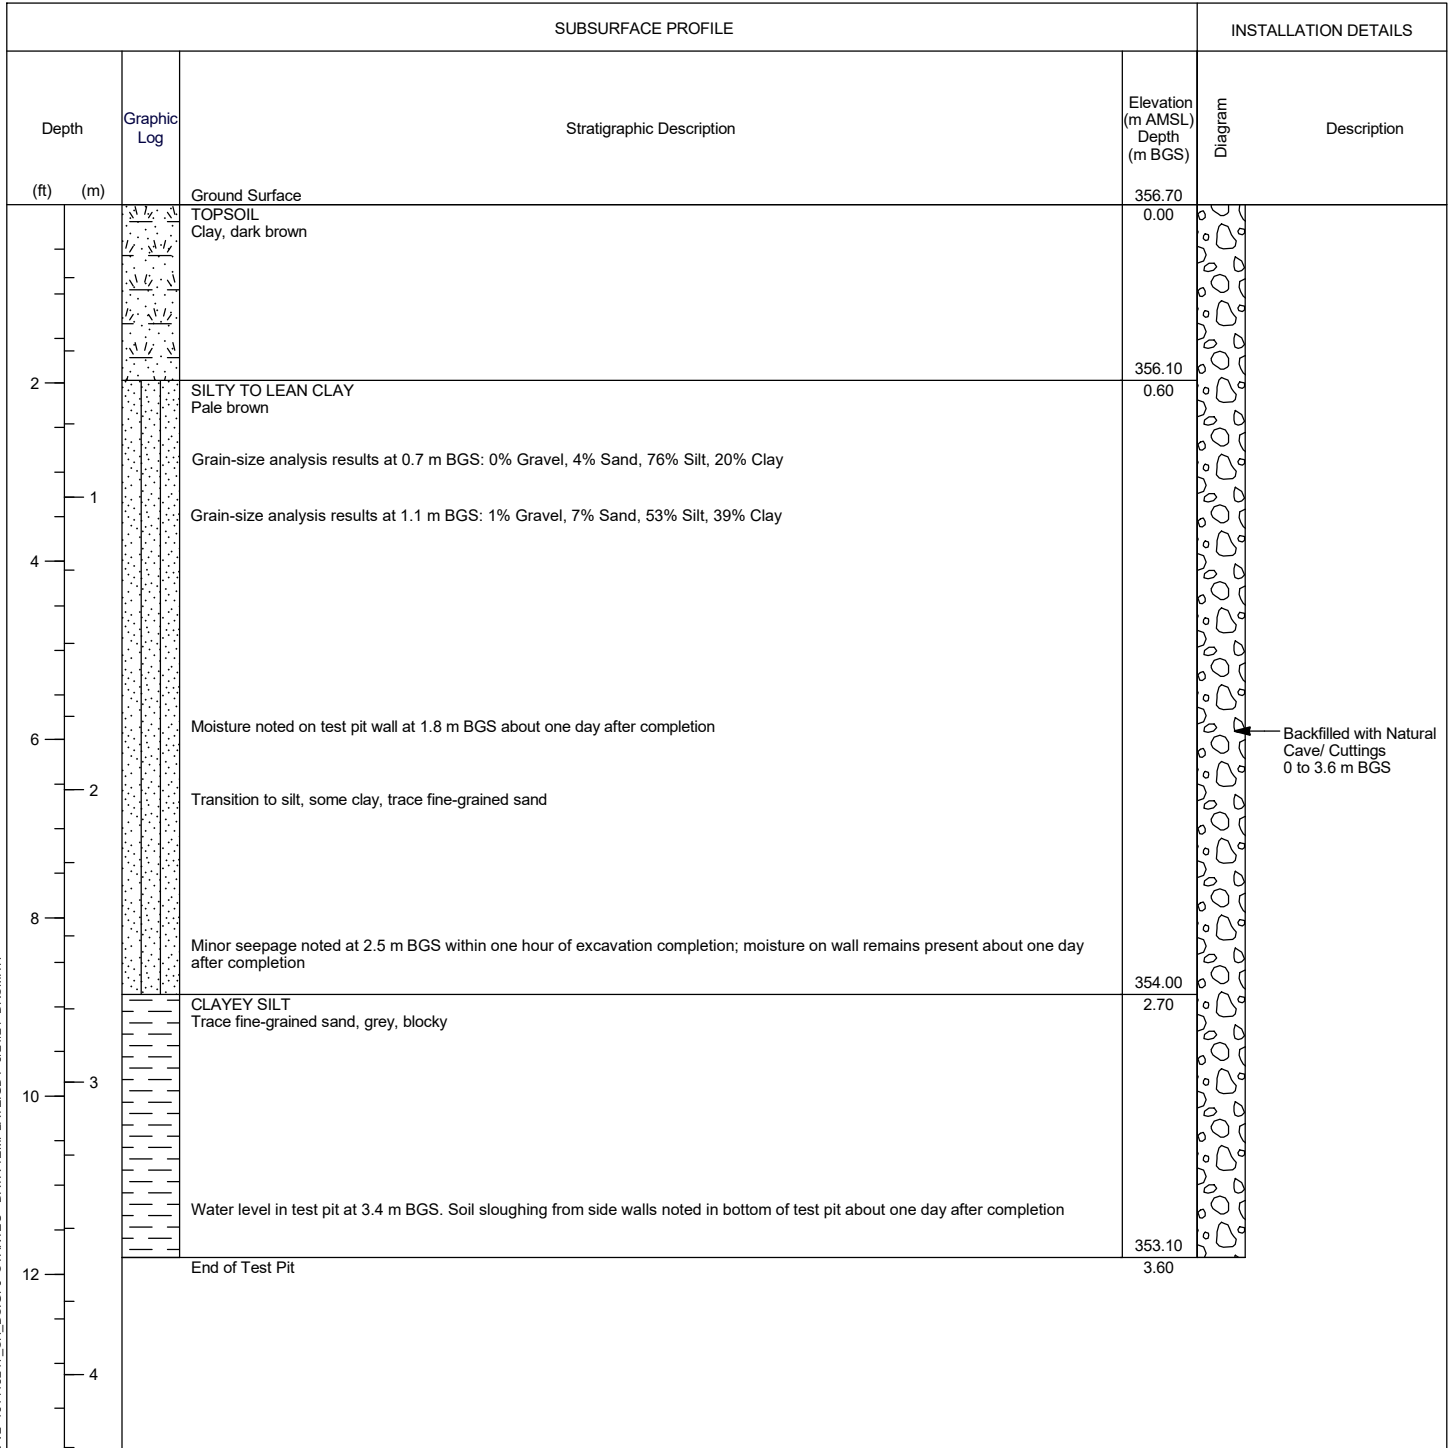 SUBSURFACE PROFILE
INSTALLATION DETAILS
Depth
Graphic
Log
Stratigraphic Description
Elevation
(m AMSL)
Depth
(m BGS)
Diagram
Description
(ft) (m)
Ground Surface
356.70
TOPSOIL
0.00
Clay, dark brown
356.10
2
SILTY TO LEAN CLAY
0.60
Pale brown
Grain-size analysis results at 0.7 m BGS: 0% Gravel, 4% Sand, 76% Silt, 20% Clay
1
Grain-size analysis results at 1.1 m BGS: 1% Gravel, 7% Sand, 53% Silt, 39% Clay
4
Moisture noted on test pit wall at 1.8 m BGS about one day after completion
6
Backfilled with Natural
Cave/ Cuttings
0 to 3.6 m BGS
2
Transition to silt, some clay, trace fine-grained sand
8
Minor seepage noted at 2.5 m BGS within one hour of excavation completion; moisture on wall remains present about one day
after completion
354.00
CLAYEY SILT
2.70
Trace fine-grained sand, grey, blocky
3
10
Water level in test pit at 3.4 m BGS. Soil sloughing from side walls noted in bottom of test pit about one day after completion
353.10
End of Test Pit
3.60
12
4